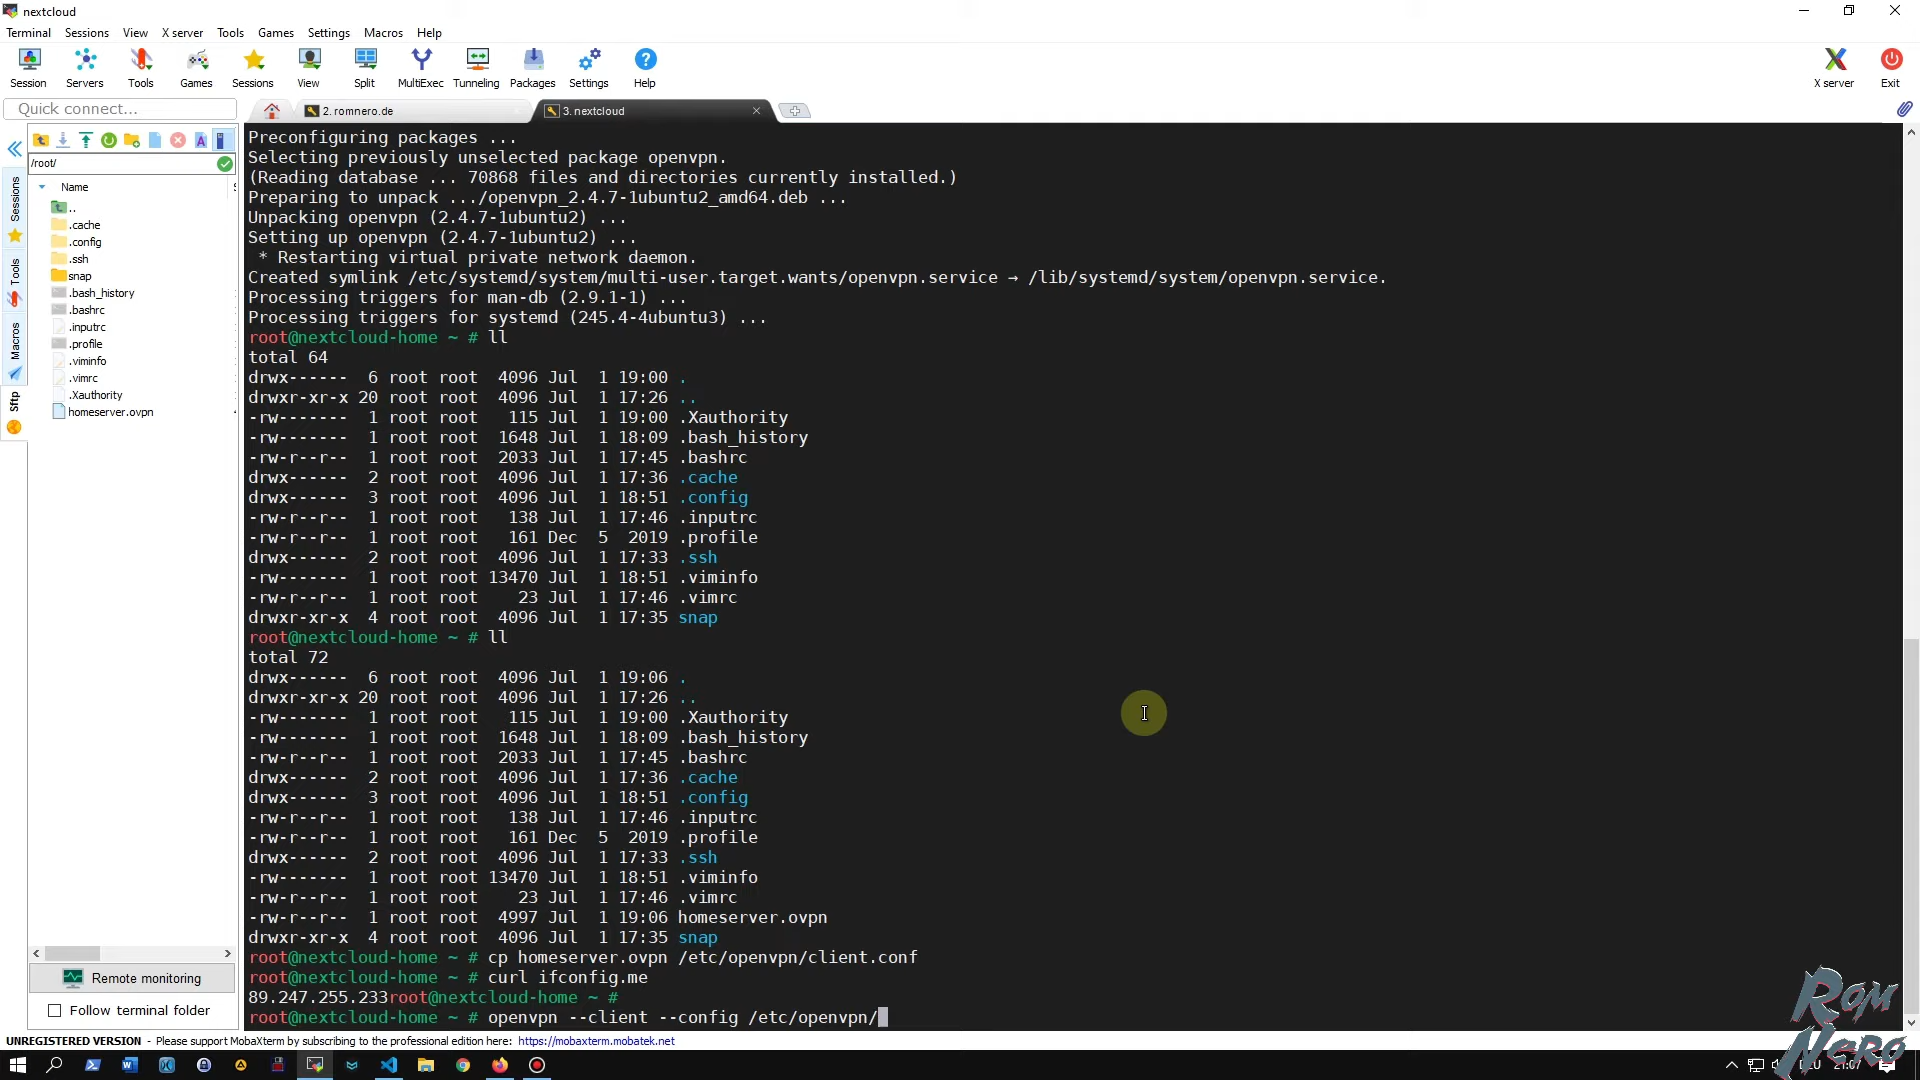 nextcloud
Terminal Sessions View X server Tools Games Settings Macros Help
Session Servers Tools Games Sessions View Split MultiExec Tunneling Packages Settings Help X server Exit
Quick connect...
2. romnero.de
3. nextcloud
/root/
Name
..
.cache
.config
.ssh
snap
.bash_history
.bashrc
.inputrc
.profile
.viminfo
.vimrc
.Xauthority
homeserver.ovpn
Sessions
Tools
Macros
Sftp
Remote monitoring
Follow terminal folder
Preconfiguring packages ...
Selecting previously unselected package openvpn.
(Reading database ... 70868 files and directories currently installed.)
Preparing to unpack .../openvpn_2.4.7-1ubuntu2_amd64.deb ...
Unpacking openvpn (2.4.7-1ubuntu2) ...
Setting up openvpn (2.4.7-1ubuntu2) ...
 * Restarting virtual private network daemon.
Created symlink /etc/systemd/system/multi-user.target.wants/openvpn.service → /lib/systemd/system/openvpn.service.
Processing triggers for man-db (2.9.1-1) ...
Processing triggers for systemd (245.4-4ubuntu3) ...
root@nextcloud-home ~ # ll
total 64
drwx------  6 root root  4096 Jul  1 19:00 .
drwxr-xr-x 20 root root  4096 Jul  1 17:26 ..
-rw-------  1 root root   115 Jul  1 19:00 .Xauthority
-rw-------  1 root root  1648 Jul  1 18:09 .bash_history
-rw-r--r--  1 root root  2033 Jul  1 17:45 .bashrc
drwx------  2 root root  4096 Jul  1 17:36 .cache
drwx------  3 root root  4096 Jul  1 18:51 .config
-rw-r--r--  1 root root   138 Jul  1 17:46 .inputrc
-rw-r--r--  1 root root   161 Dec  5  2019 .profile
drwx------  2 root root  4096 Jul  1 17:33 .ssh
-rw-------  1 root root 13470 Jul  1 18:51 .viminfo
-rw-r--r--  1 root root    23 Jul  1 17:46 .vimrc
drwxr-xr-x  4 root root  4096 Jul  1 17:35 snap
root@nextcloud-home ~ # ll
total 72
drwx------  6 root root  4096 Jul  1 19:06 .
drwxr-xr-x 20 root root  4096 Jul  1 17:26 ..
-rw-------  1 root root   115 Jul  1 19:00 .Xauthority
-rw-------  1 root root  1648 Jul  1 18:09 .bash_history
-rw-r--r--  1 root root  2033 Jul  1 17:45 .bashrc
drwx------  2 root root  4096 Jul  1 17:36 .cache
drwx------  3 root root  4096 Jul  1 18:51 .config
-rw-r--r--  1 root root   138 Jul  1 17:46 .inputrc
-rw-r--r--  1 root root   161 Dec  5  2019 .profile
drwx------  2 root root  4096 Jul  1 17:33 .ssh
-rw-------  1 root root 13470 Jul  1 18:51 .viminfo
-rw-r--r--  1 root root    23 Jul  1 17:46 .vimrc
-rw-r--r--  1 root root  4997 Jul  1 19:06 homeserver.ovpn
drwxr-xr-x  4 root root  4096 Jul  1 17:35 snap
root@nextcloud-home ~ # cp homeserver.ovpn /etc/openvpn/client.conf
root@nextcloud-home ~ # curl ifconfig.me
89.247.255.233root@nextcloud-home ~ #
root@nextcloud-home ~ # openvpn --client --config /etc/openvpn/
UNREGISTERED VERSION - Please support MobaXterm by subscribing to the professional edition here: https://mobaxterm.mobatek.net
ROM
NERO
21:07